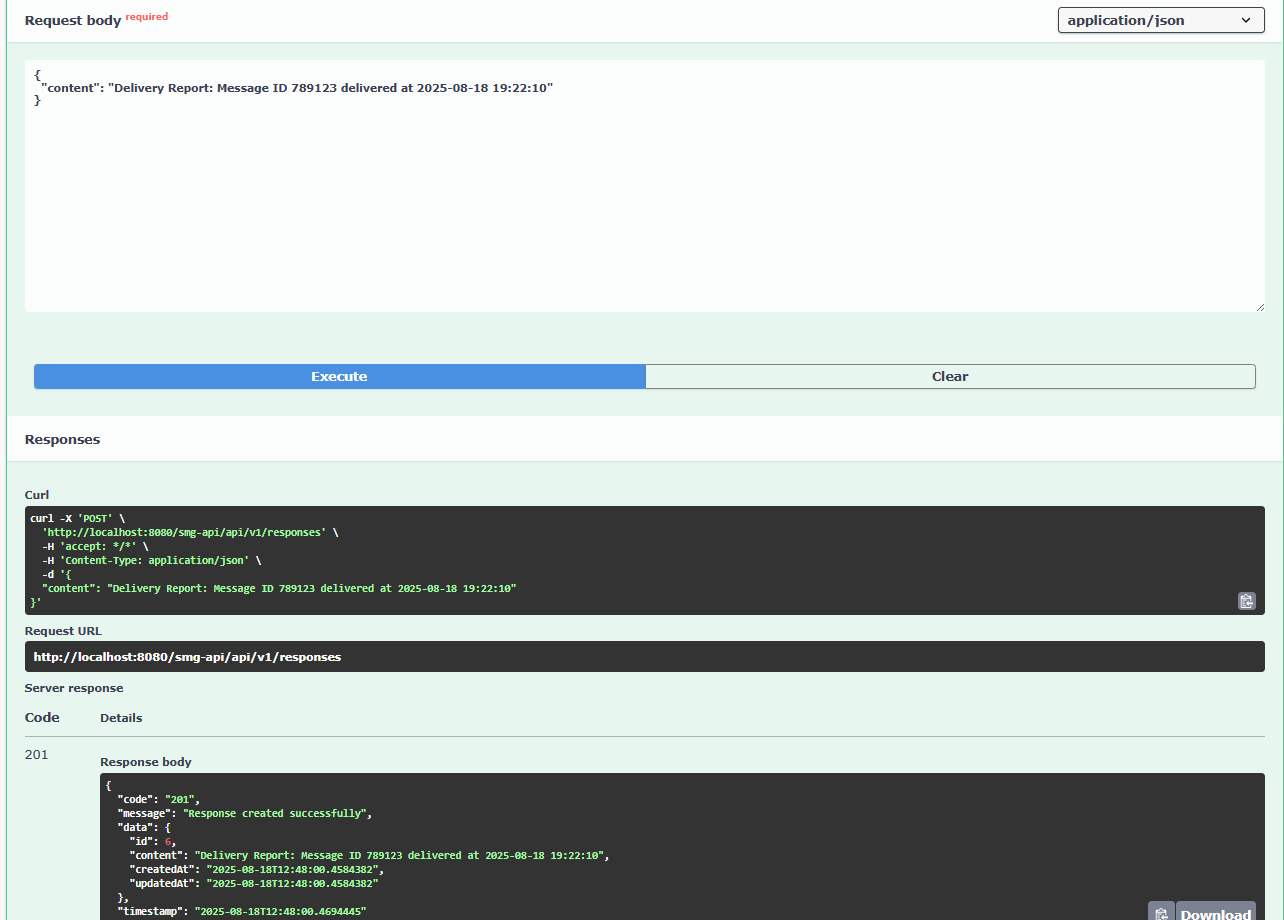 Request body required
application/json
{
"content": "Delivery Report: Message ID 789123 delivered at 2025-08-18 19:22:10"
}
Execute
Clear
Responses
Curl
curl -X 'POST' \
'http://localhost:8080/smg-api/api/v1/responses' \
-H 'accept: */*' \
-H 'Content-Type: application/json' \
-d '{
"content": "Delivery Report: Message ID 789123 delivered at 2025-08-18 19:22:10"
}'
Request URL
http://localhost:8080/smg-api/api/v1/responses
Server response
Code Details
201
Response body
{
"code": "201",
"message": "Response created successfully",
"data": {
"id": 6,
"content": "Delivery Report: Message ID 789123 delivered at 2025-08-18 19:22:10",
"createdAt": "2025-08-18T12:48:00.4584382",
"updatedAt": "2025-08-18T12:48:00.4584382"
},
"timestamp": "2025-08-18T12:48:00.4694445"
Download